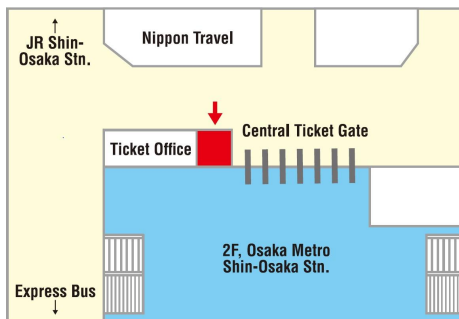 ↑
JR Shin-
Osaka Stn.
Nippon Travel
Ticket Office
Central Ticket Gate
2F, Osaka Metro
Shin-Osaka Stn.
Express Bus
↓